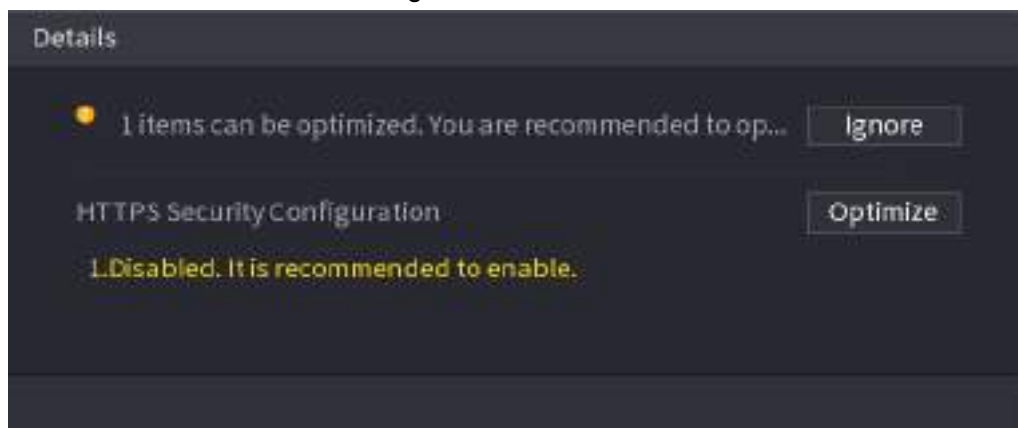 Details
1 items can be optimized. You are recommended to op... Ignore
HTTPS Security Configuration Optimize
1.Disabled. It is recommended to enable.